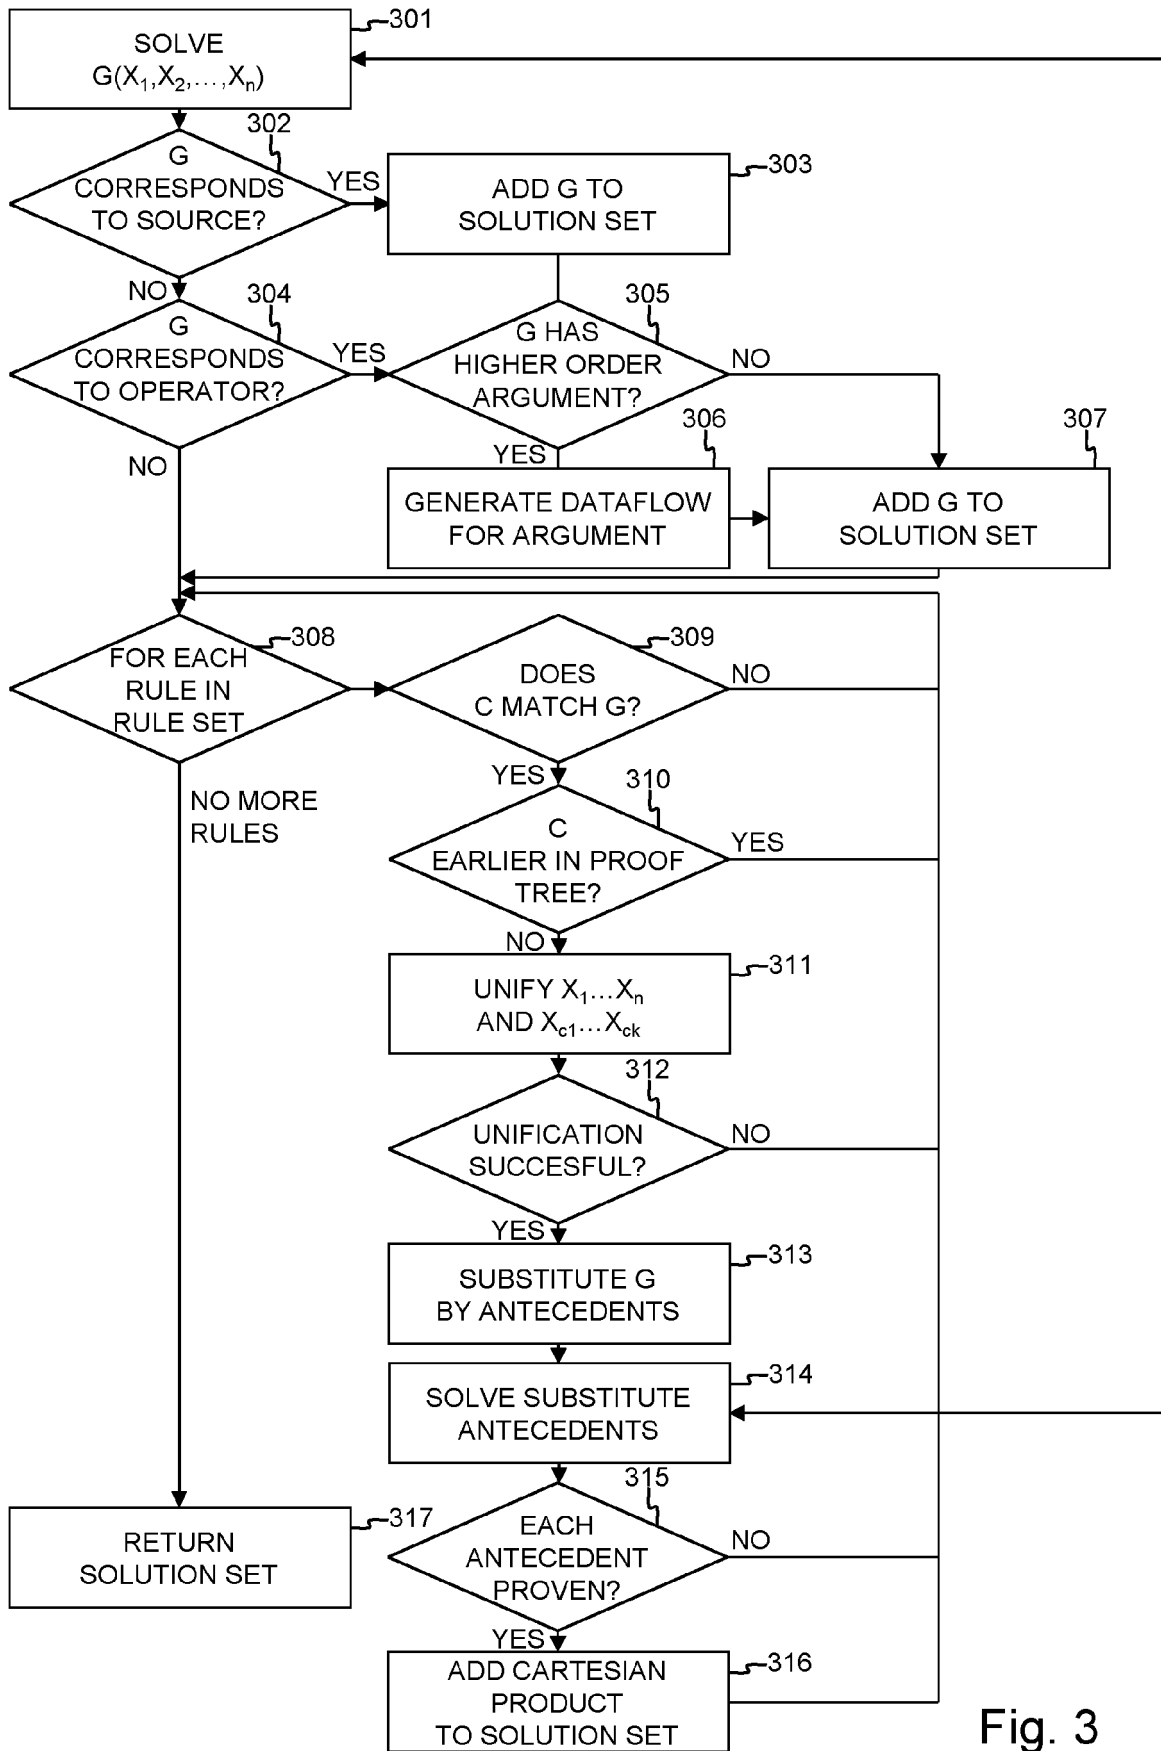 301
SOLVE
G(X₁,X₂,...,Xₙ)
302
G
CORRESPONDS
TO SOURCE?
YES
303
ADD G TO
SOLUTION SET
NO
304
G
CORRESPONDS
TO OPERATOR?
YES
305
G HAS
HIGHER ORDER
ARGUMENT?
NO
NO
YES
306
GENERATE DATAFLOW
FOR ARGUMENT
307
ADD G TO
SOLUTION SET
308
FOR EACH
RULE IN
RULE SET
309
DOES
C MATCH G?
NO
NO MORE
RULES
YES
310
C
EARLIER IN PROOF
TREE?
YES
NO
311
UNIFY X₁...Xₙ
AND X_c1...X_ck
312
UNIFICATION
SUCCESFUL?
NO
YES
313
SUBSTITUTE G
BY ANTECEDENTS
314
SOLVE SUBSTITUTE
ANTECEDENTS
315
EACH
ANTECEDENT
PROVEN?
NO
317
RETURN
SOLUTION SET
YES
316
ADD CARTESIAN
PRODUCT
TO SOLUTION SET
Fig. 3